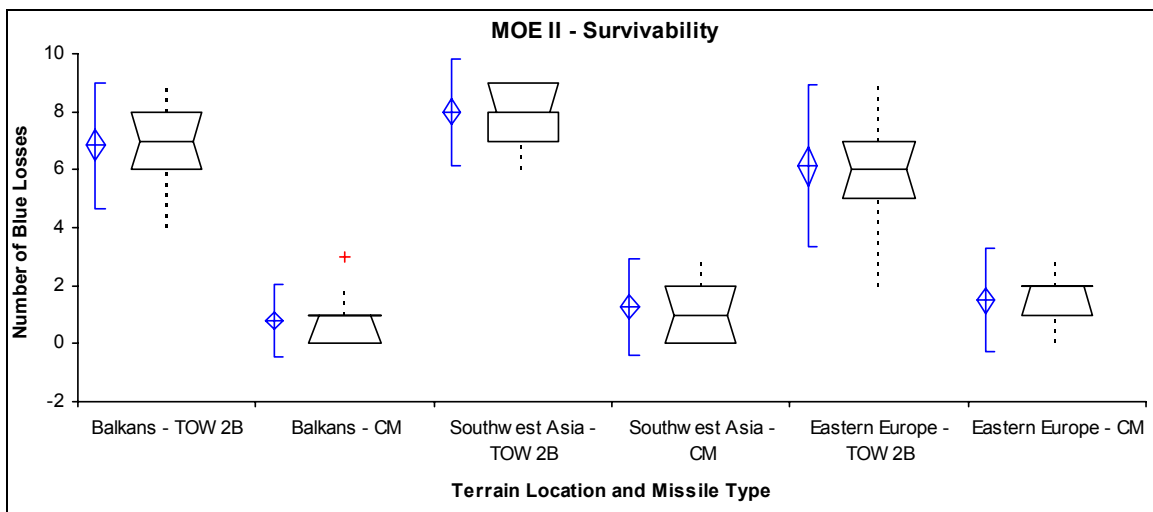 MOE II - Survivability
Number of Blue Losses
10
8
6
4
2
0
-2
Balkans - TOW 2B
Balkans - CM
Southwest Asia -
TOW 2B
Southwest Asia -
CM
Eastern Europe -
TOW 2B
Eastern Europe - CM
Terrain Location and Missile Type